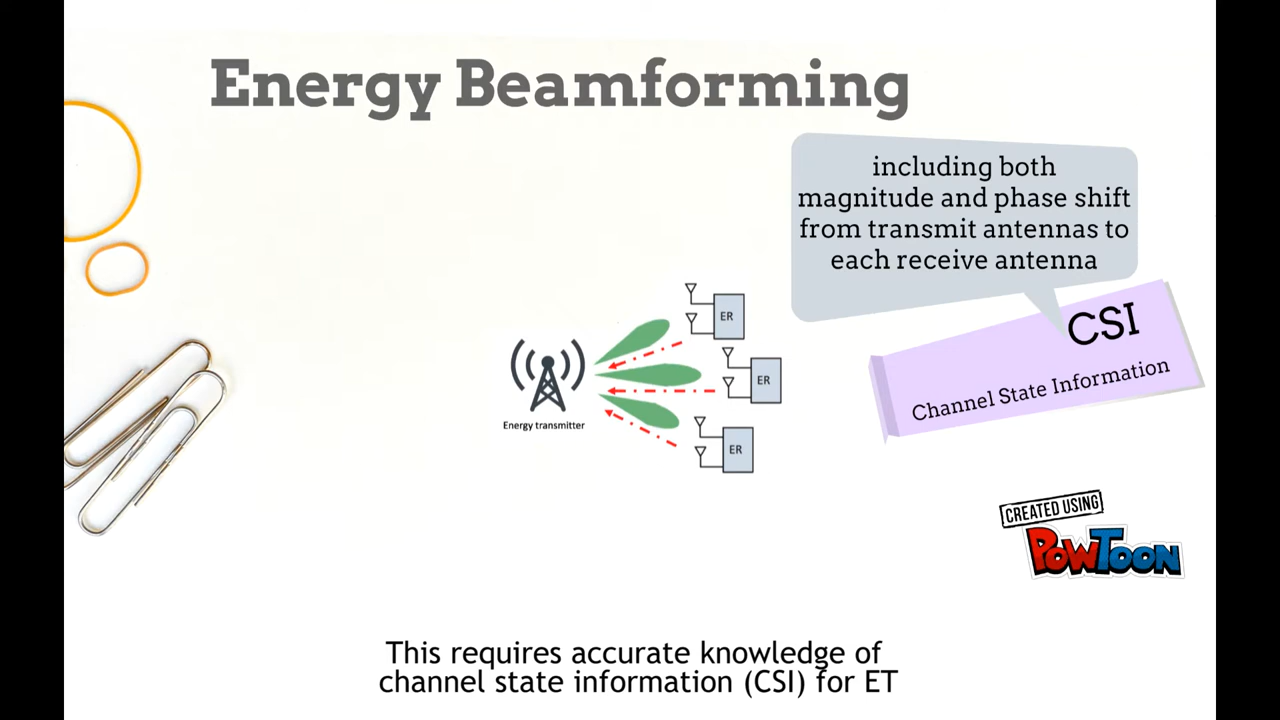 Energy Beamforming
including both
magnitude and phase shift
from transmit antennas to
each receive antenna
CSI
Channel State Information
ER
ER
ER
Energy transmitter
CREATED USING
POWTOON
This requires accurate knowledge of
channel state information (CSI) for ET